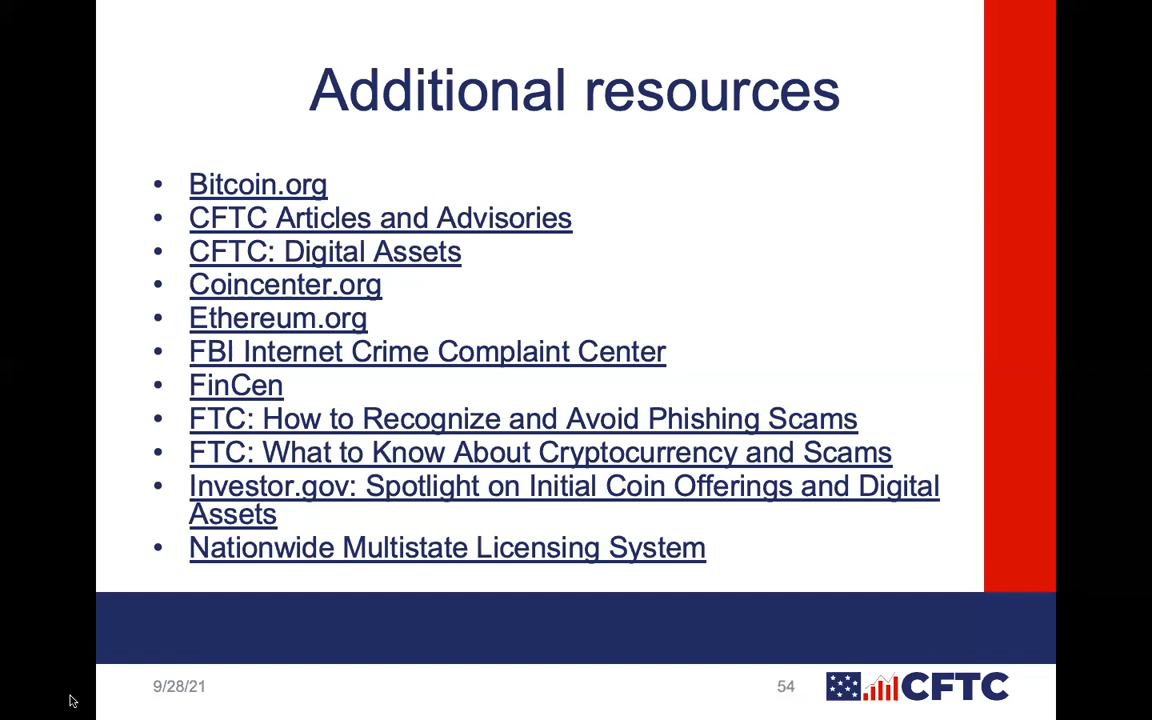 Additional resources
• Bitcoin.org
• CFTC Articles and Advisories
• CFTC: Digital Assets
• Coincenter.org
• Ethereum.org
• FBI Internet Crime Complaint Center
• FinCen
• FTC: How to Recognize and Avoid Phishing Scams
• FTC: What to Know About Cryptocurrency and Scams
• Investor.gov: Spotlight on Initial Coin Offerings and Digital
Assets
• Nationwide Multistate Licensing System
9/28/21
54
CFTC